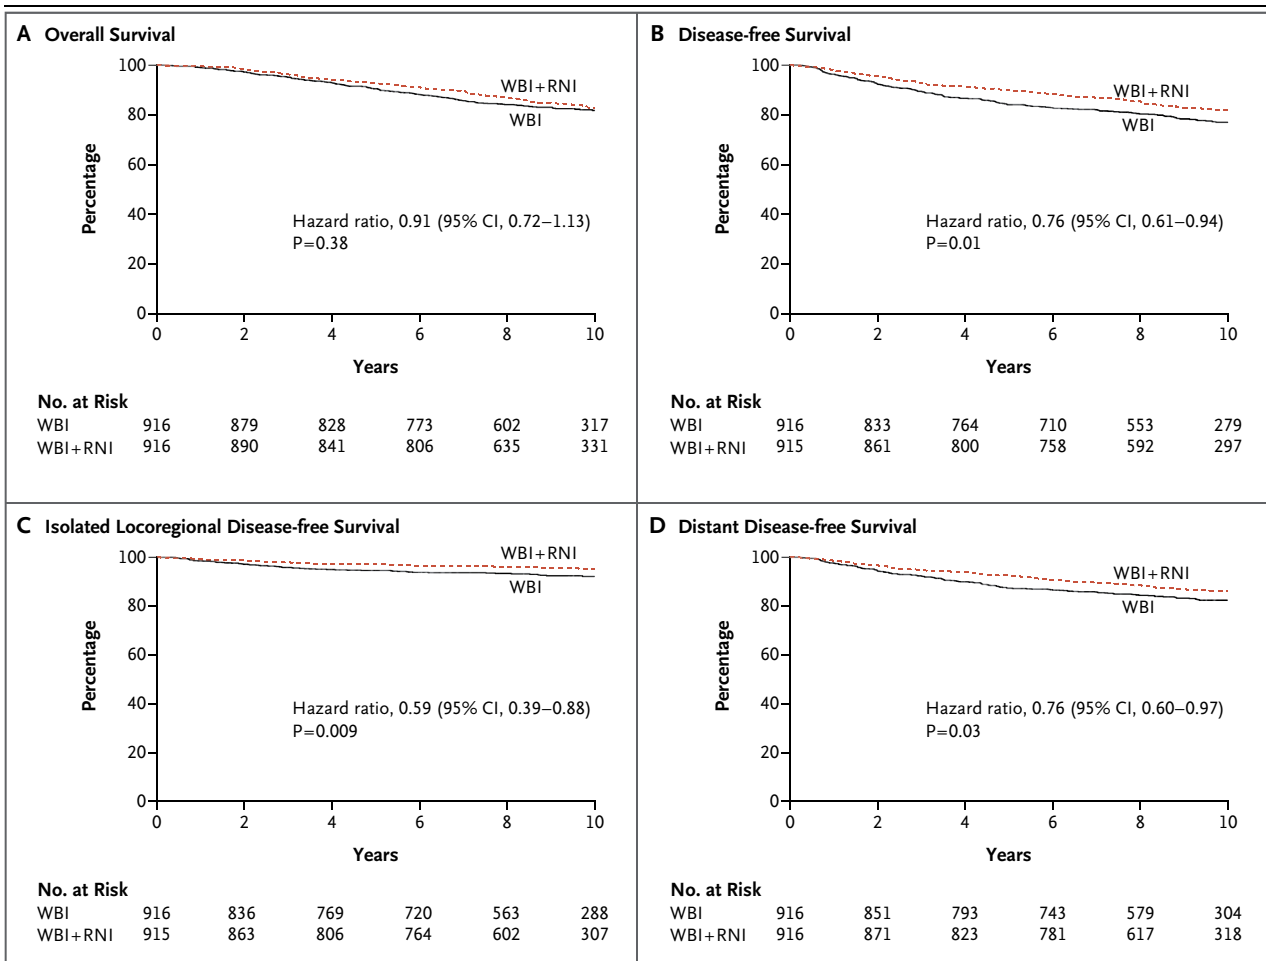 A Overall Survival
100
80
60
40
20
0
Percentage
WBI+RNI
WBI
Hazard ratio, 0.91 (95% CI, 0.72–1.13)
P=0.38
0 2 4 6 8 10
Years
No. at Risk
WBI 916 879 828 773 602 317
WBI+RNI 916 890 841 806 635 331
B Disease-free Survival
100
80
60
40
20
0
Percentage
WBI+RNI
WBI
Hazard ratio, 0.76 (95% CI, 0.61–0.94)
P=0.01
0 2 4 6 8 10
Years
No. at Risk
WBI 916 833 764 710 553 279
WBI+RNI 915 861 800 758 592 297
C Isolated Locoregional Disease-free Survival
100
80
60
40
20
0
Percentage
WBI+RNI
WBI
Hazard ratio, 0.59 (95% CI, 0.39–0.88)
P=0.009
0 2 4 6 8 10
Years
No. at Risk
WBI 916 836 769 720 563 288
WBI+RNI 915 863 806 764 602 307
D Distant Disease-free Survival
100
80
60
40
20
0
Percentage
WBI+RNI
WBI
Hazard ratio, 0.76 (95% CI, 0.60–0.97)
P=0.03
0 2 4 6 8 10
Years
No. at Risk
WBI 916 851 793 743 579 304
WBI+RNI 916 871 823 781 617 318